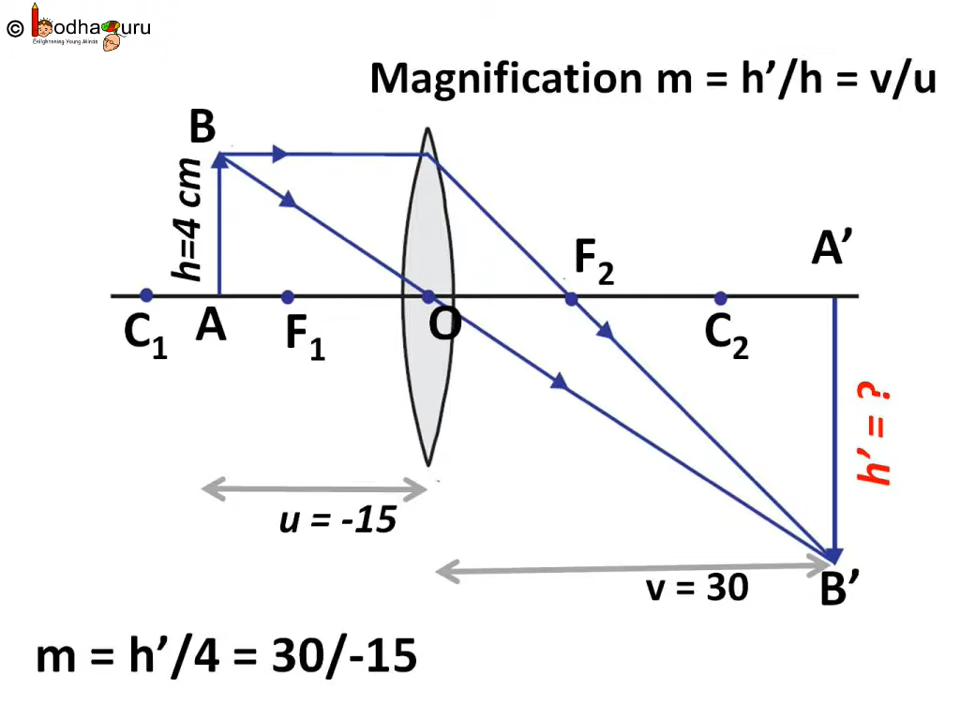 © BodhaGuru
Enlightening Young Minds
Magnification m = h’/h = v/u
B
h=4 cm
F₂
A’
C₁ A F₁ O C₂
h’ = ?
u = -15
v = 30
B’
m = h’/4 = 30/-15